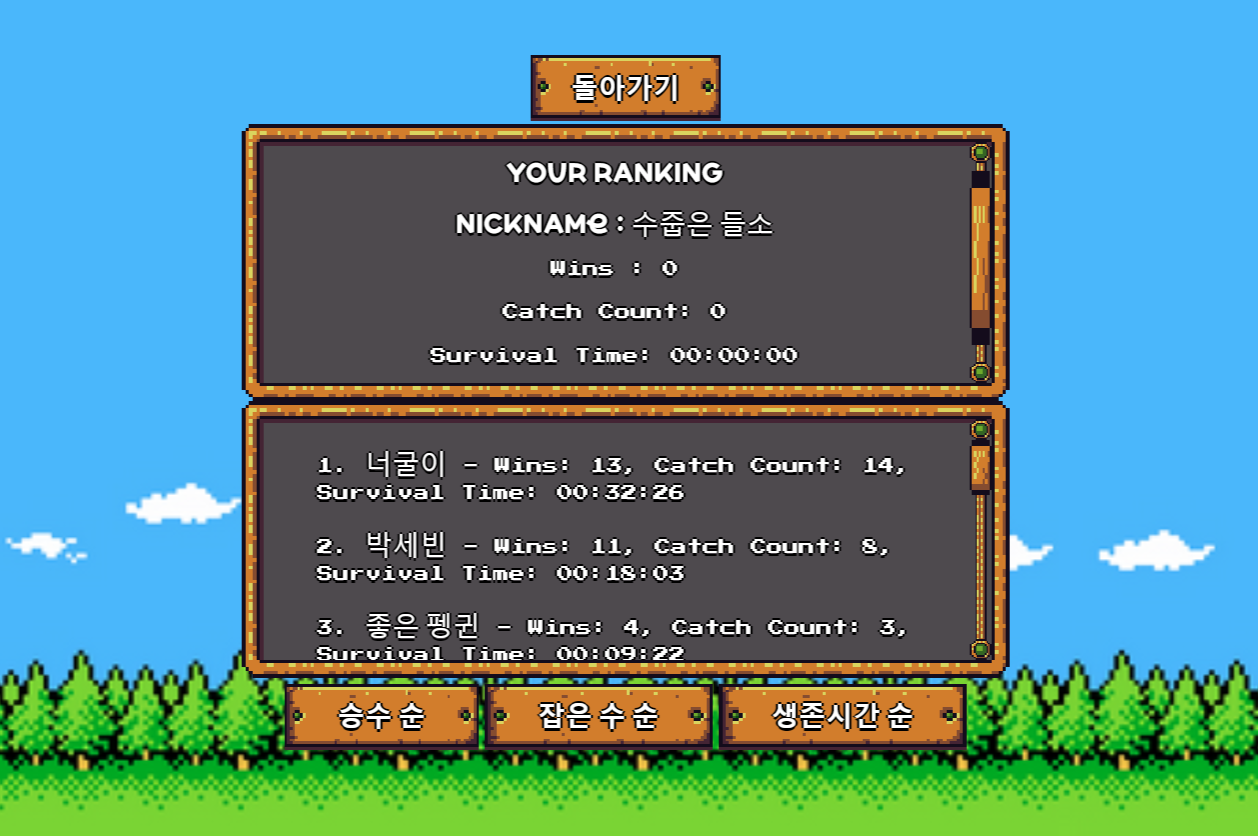 돌아가기
YOUR RANKING
NICKNAMe : 수줍은 들소
Wins : 0
Catch Count: 0
Survival Time: 00:00:00
1. 너굴이 - Wins: 13, Catch Count: 14,
Survival Time: 00:32:26
2. 박세빈 - Wins: 11, Catch Count: 8,
Survival Time: 00:18:03
3. 좋은 펭귄 - Wins: 4, Catch Count: 3,
Survival Time: 00:09:22
승수 순
잡은 수 순
생존시간 순